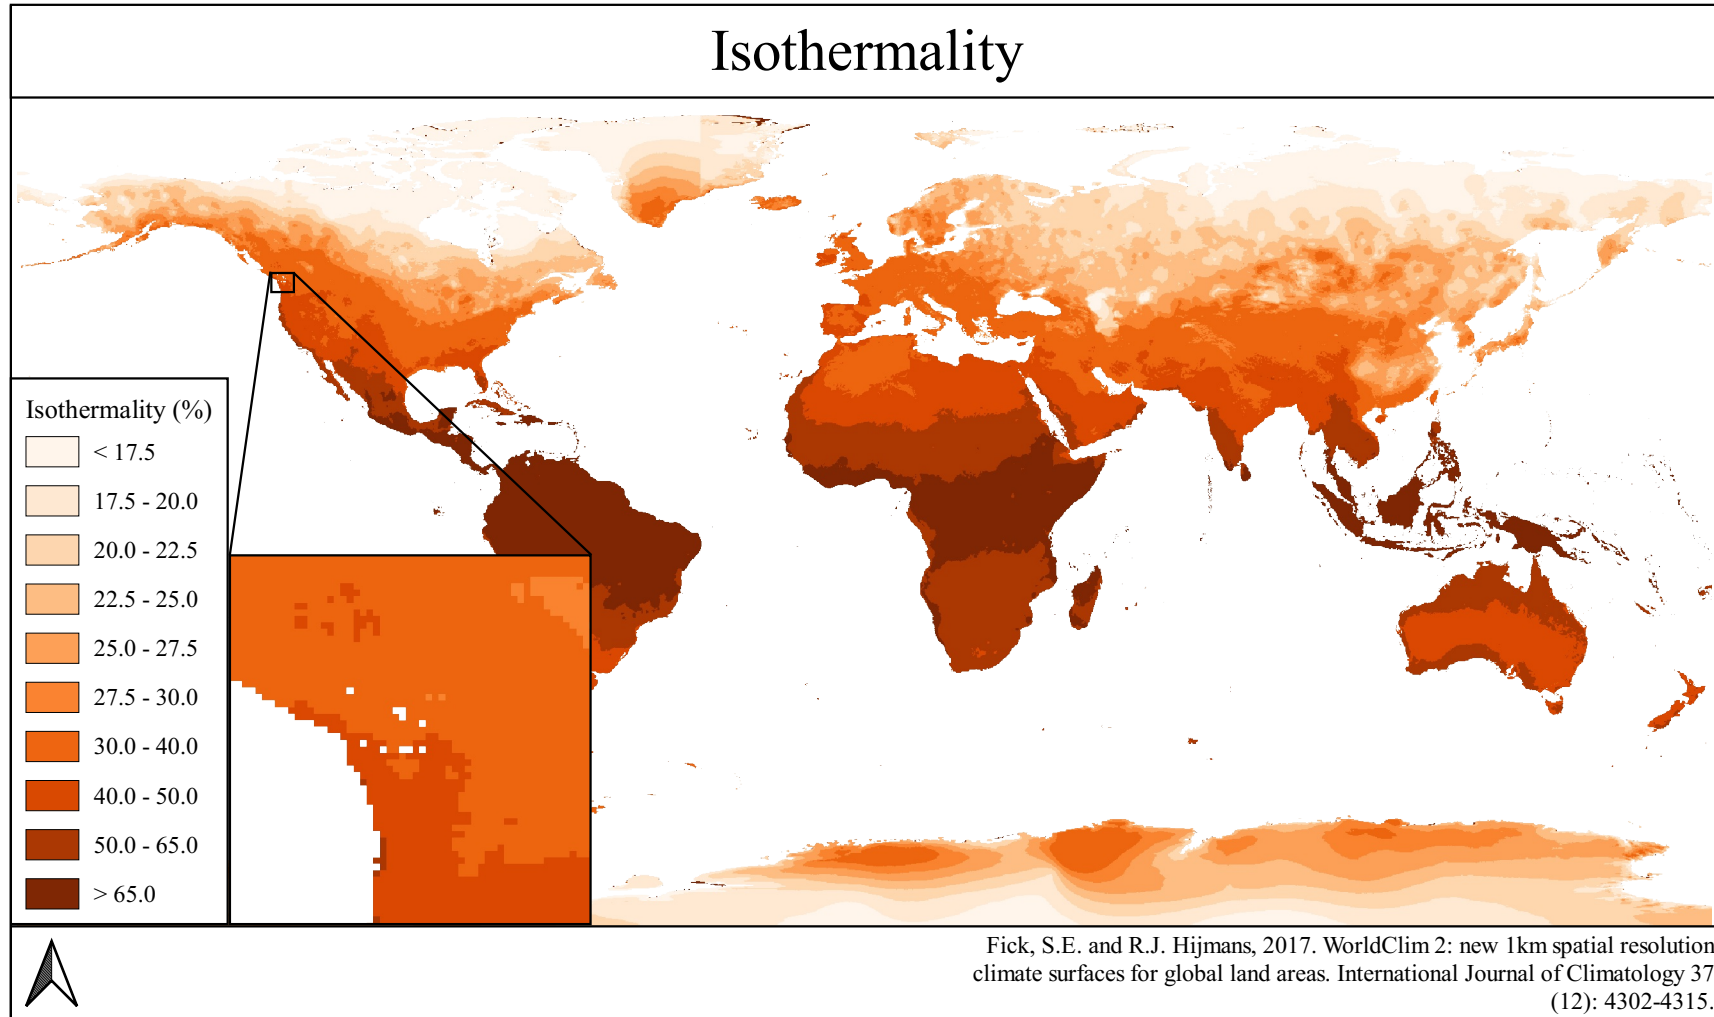 Isothermality
Isothermality (%)
< 17.5
17.5 - 20.0
20.0 - 22.5
22.5 - 25.0
25.0 - 27.5
27.5 - 30.0
30.0 - 40.0
40.0 - 50.0
50.0 - 65.0
> 65.0
Fick, S.E. and R.J. Hijmans, 2017. WorldClim 2: new 1km spatial resolution
climate surfaces for global land areas. International Journal of Climatology 37
(12): 4302-4315.